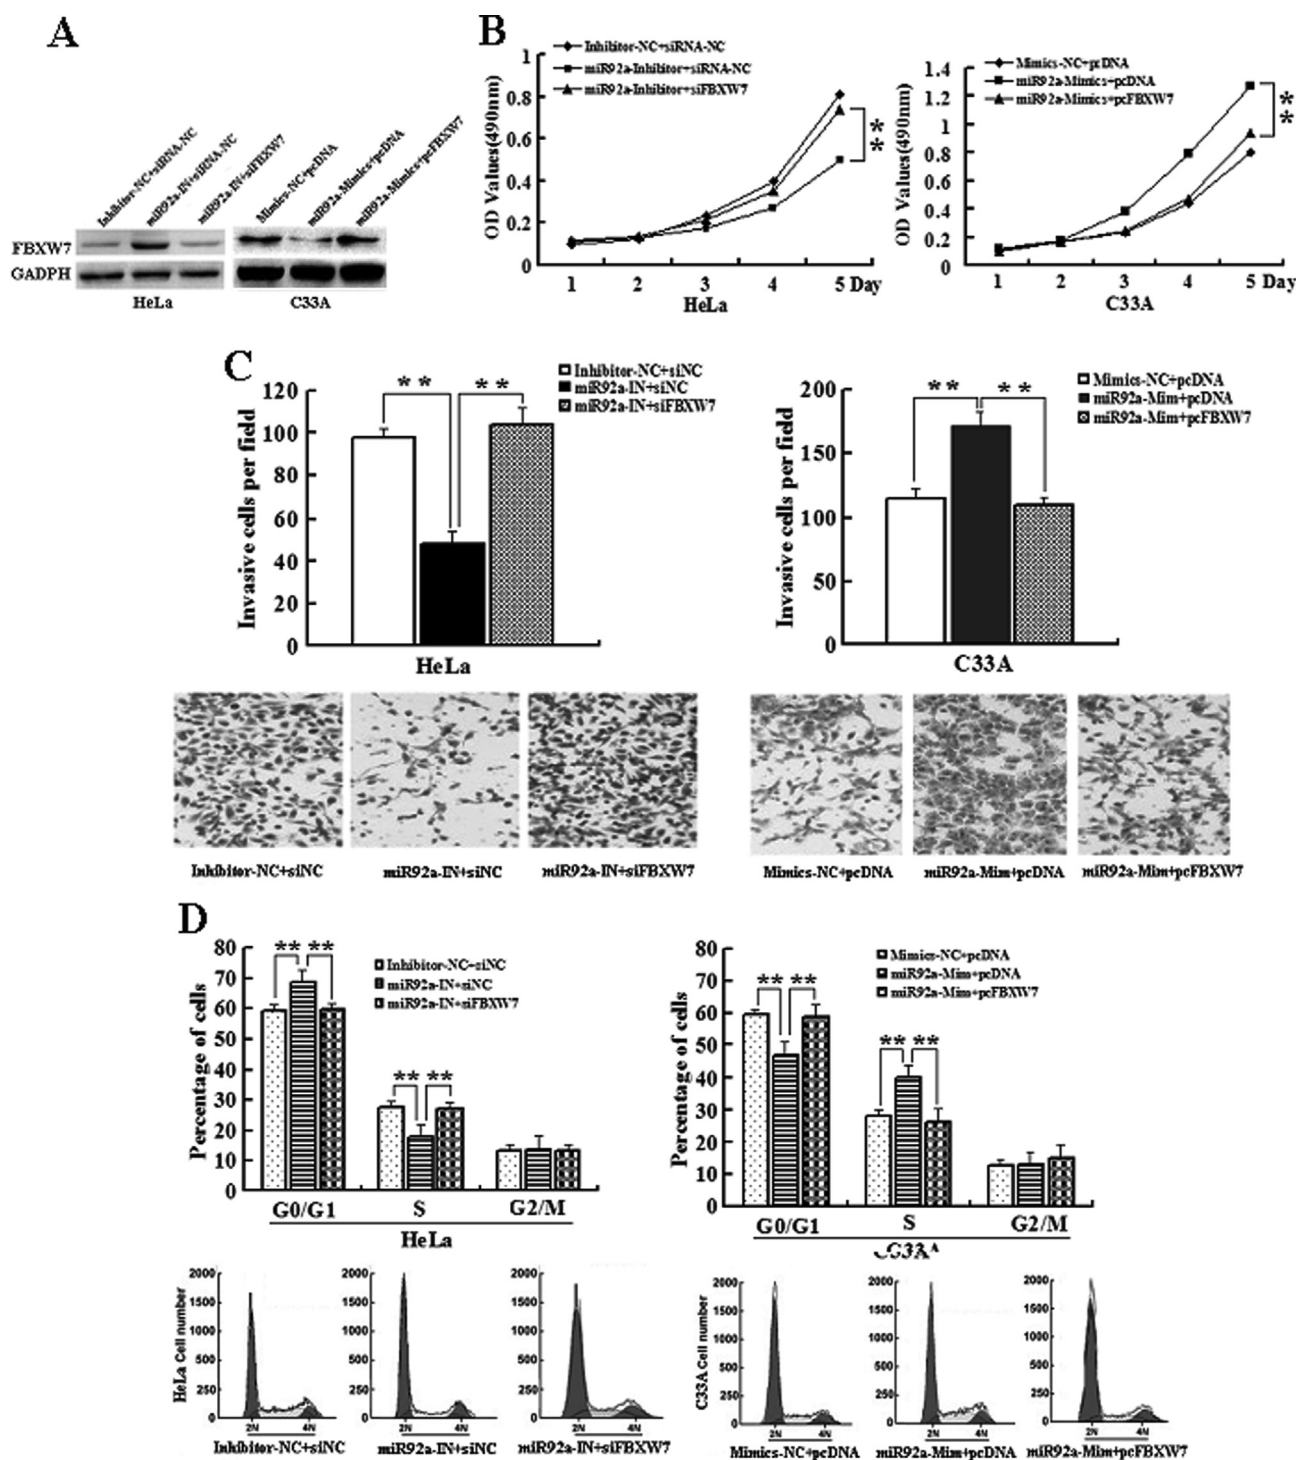 A
Inhibitor-NC+siRNA-NC
miR92a-IN+siRNA-NC
miR92a-IN+siFBXW7
Mimics-NC+pcDNA
miR92a-Mimics+pcDNA
miR92a-Mimics+pcFBXW7
FBXW7
GADPH
HeLa
C33A
B
Inhibitor-NC+siRNA-NC
miR92a-Inhibitor+siRNA-NC
miR92a-Inhibitor+siFBXW7
OD Values(490nm)
1
0.8
0.6
0.4
0.2
0
**
1 2 3 4 5 Day
HeLa
Mimics-NC+pcDNA
miR92a-Mimics+pcDNA
miR92a-Mimics+pcFBXW7
OD Values(490nm)
1.4
1.2
1.0
0.8
0.6
0.4
0.2
0
**
1 2 3 4 5 Day
C33A
C
Inhibitor-NC+siNC
miR92a-IN+siNC
miR92a-IN+siFBXW7
Invasive cells per field
120
100
80
60
40
20
0
** **
HeLa
Mimics-NC+pcDNA
miR92a-Mim+pcDNA
miR92a-Mim+pcFBXW7
Invasive cells per field
200
150
100
50
0
** **
C33A
Inhibitor-NC+siNC
miR92a-IN+siNC
miR92a-IN+siFBXW7
Mimics-NC+pcDNA
miR92a-Mim+pcDNA
miR92a-Mim+pcFBXW7
D
Inhibitor-NC+siNC
miR92a-IN+siNC
miR92a-IN+siFBXW7
Percentage of cells
80
70
60
50
40
30
20
10
0
** **
** **
G0/G1 S G2/M
HeLa
Mimics-NC+pcDNA
miR92a-Mim+pcDNA
miR92a-Mim+pcFBXW7
Percentage of cells
80
70
60
50
40
30
20
10
0
** **
** **
G0/G1 S G2/M
HeLa Cell number
2000
1500
1000
500
250
0
2N 4N
Inhibitor-NC+siNC
2000
1500
1000
500
250
0
2N 4N
miR92a-IN+siNC
2000
1500
1000
500
250
0
2N 4N
miR92a-IN+siFBXW7
C33A Cell number
2000
1500
1000
500
250
0
2N 4N
Mimics-NC+pcDNA
2000
1500
1000
500
250
0
2N 4N
miR92a-Mim+pcDNA
2000
1500
1000
500
250
0
2N 4N
miR92a-Mim+pcFBXW7